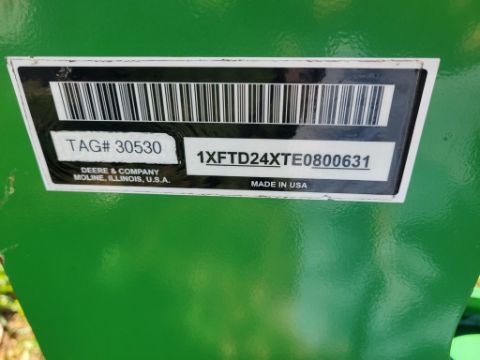 TAG# 30530
1XFTD24XTE0800631
DEERE & COMPANY
MOLINE, ILLINOIS, U.S.A.
MADE IN USA